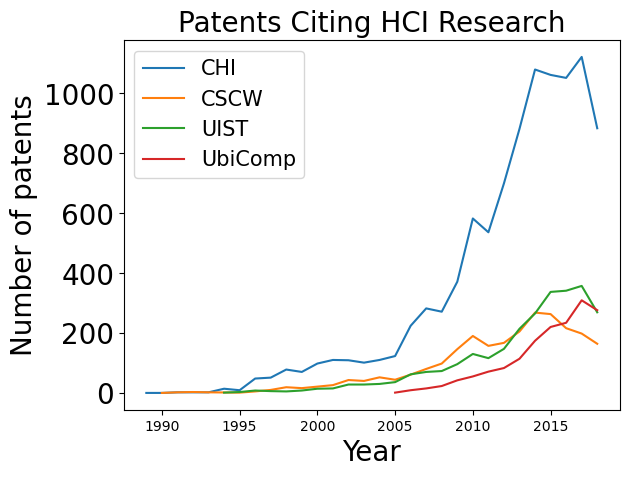 Patents Citing HCI Research
CHI
CSCW
UIST
UbiComp
Number of patents
1000
800
600
400
200
0
1990 1995 2000 2005 2010 2015
Year